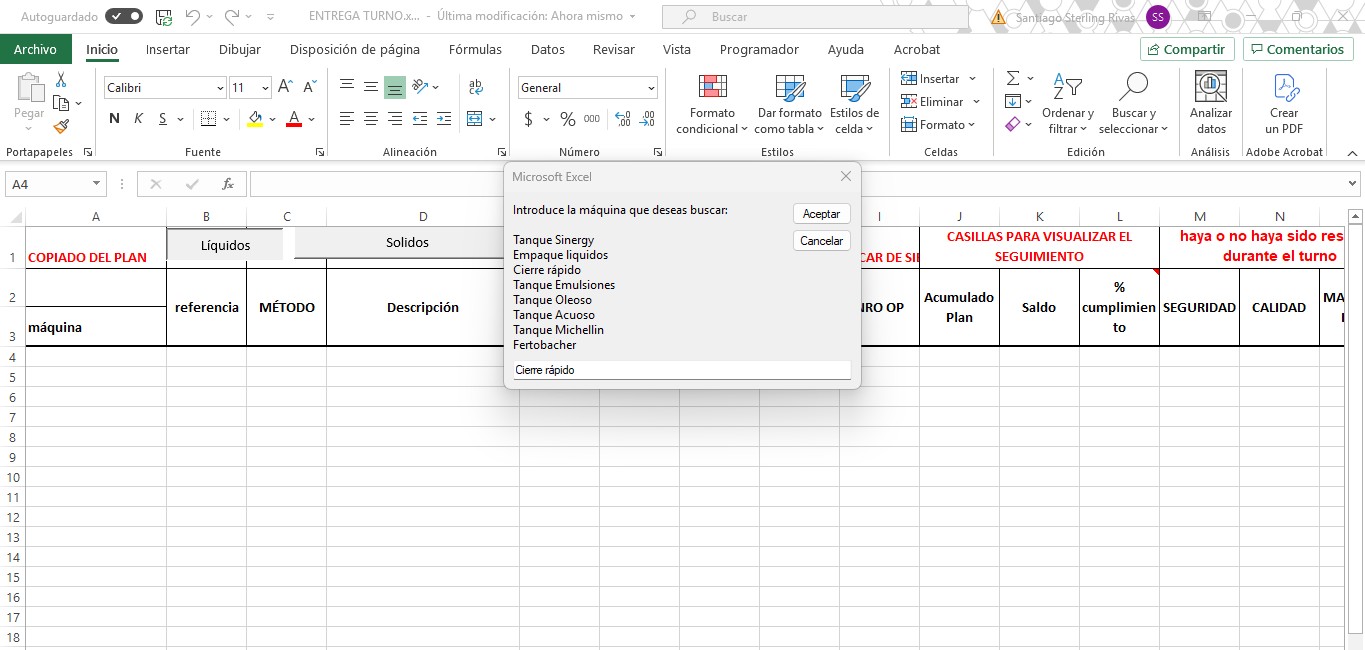 Autoguardado
ENTREGA TURNO.x... - Última modificación: Ahora mismo
Buscar
Santiago Sterling Rivas
SS
Archivo Inicio Insertar Dibujar Disposición de página Fórmulas Datos Revisar Vista Programador Ayuda Acrobat
Compartir Comentarios
Pegar
Portapapeles
Calibri 11
N K S
Fuente
Alineación
General
$ % 000
Número
Formato condicional
Dar formato como tabla
Estilos de celda
Estilos
Insertar
Eliminar
Formato
Celdas
Ordenar y filtrar
Buscar y seleccionar
Edición
Analizar datos
Análisis
Crear un PDF
Adobe Acrobat
A4
fx
Microsoft Excel
Introduce la máquina que deseas buscar:
Aceptar
Cancelar
Tanque Sinergy
Empaque liquidos
Cierre rápido
Tanque Emulsiones
Tanque Oleoso
Tanque Acuoso
Tanque Michellin
Fertobacher
Cierre rápido
A B C D I J K L M N
1 COPIADO DEL PLAN
Líquidos
Solidos
CAR DE SII
CASILLAS PARA VISUALIZAR EL
SEGUIMIENTO
haya o no haya sido res
durante el turno
2
3
máquina
referencia
MÉTODO
Descripción
NRO OP
Acumulado
Plan
Saldo
%
cumplimien
to
SEGURIDAD
CALIDAD
MA
4
5
6
7
8
9
10
11
12
13
14
15
16
17
18